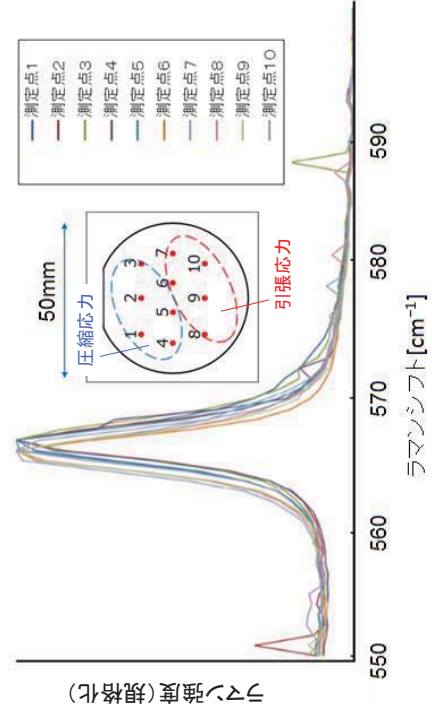 ラマン強度(規格化)
50mm
圧縮応力
1
2
3
4
5
6
7
8
9
10
引張応力
測定点1
測定点2
測定点3
測定点4
測定点5
測定点6
測定点7
測定点8
測定点9
測定点10
550
560
570
580
590
ラマンシフト[cm⁻¹]